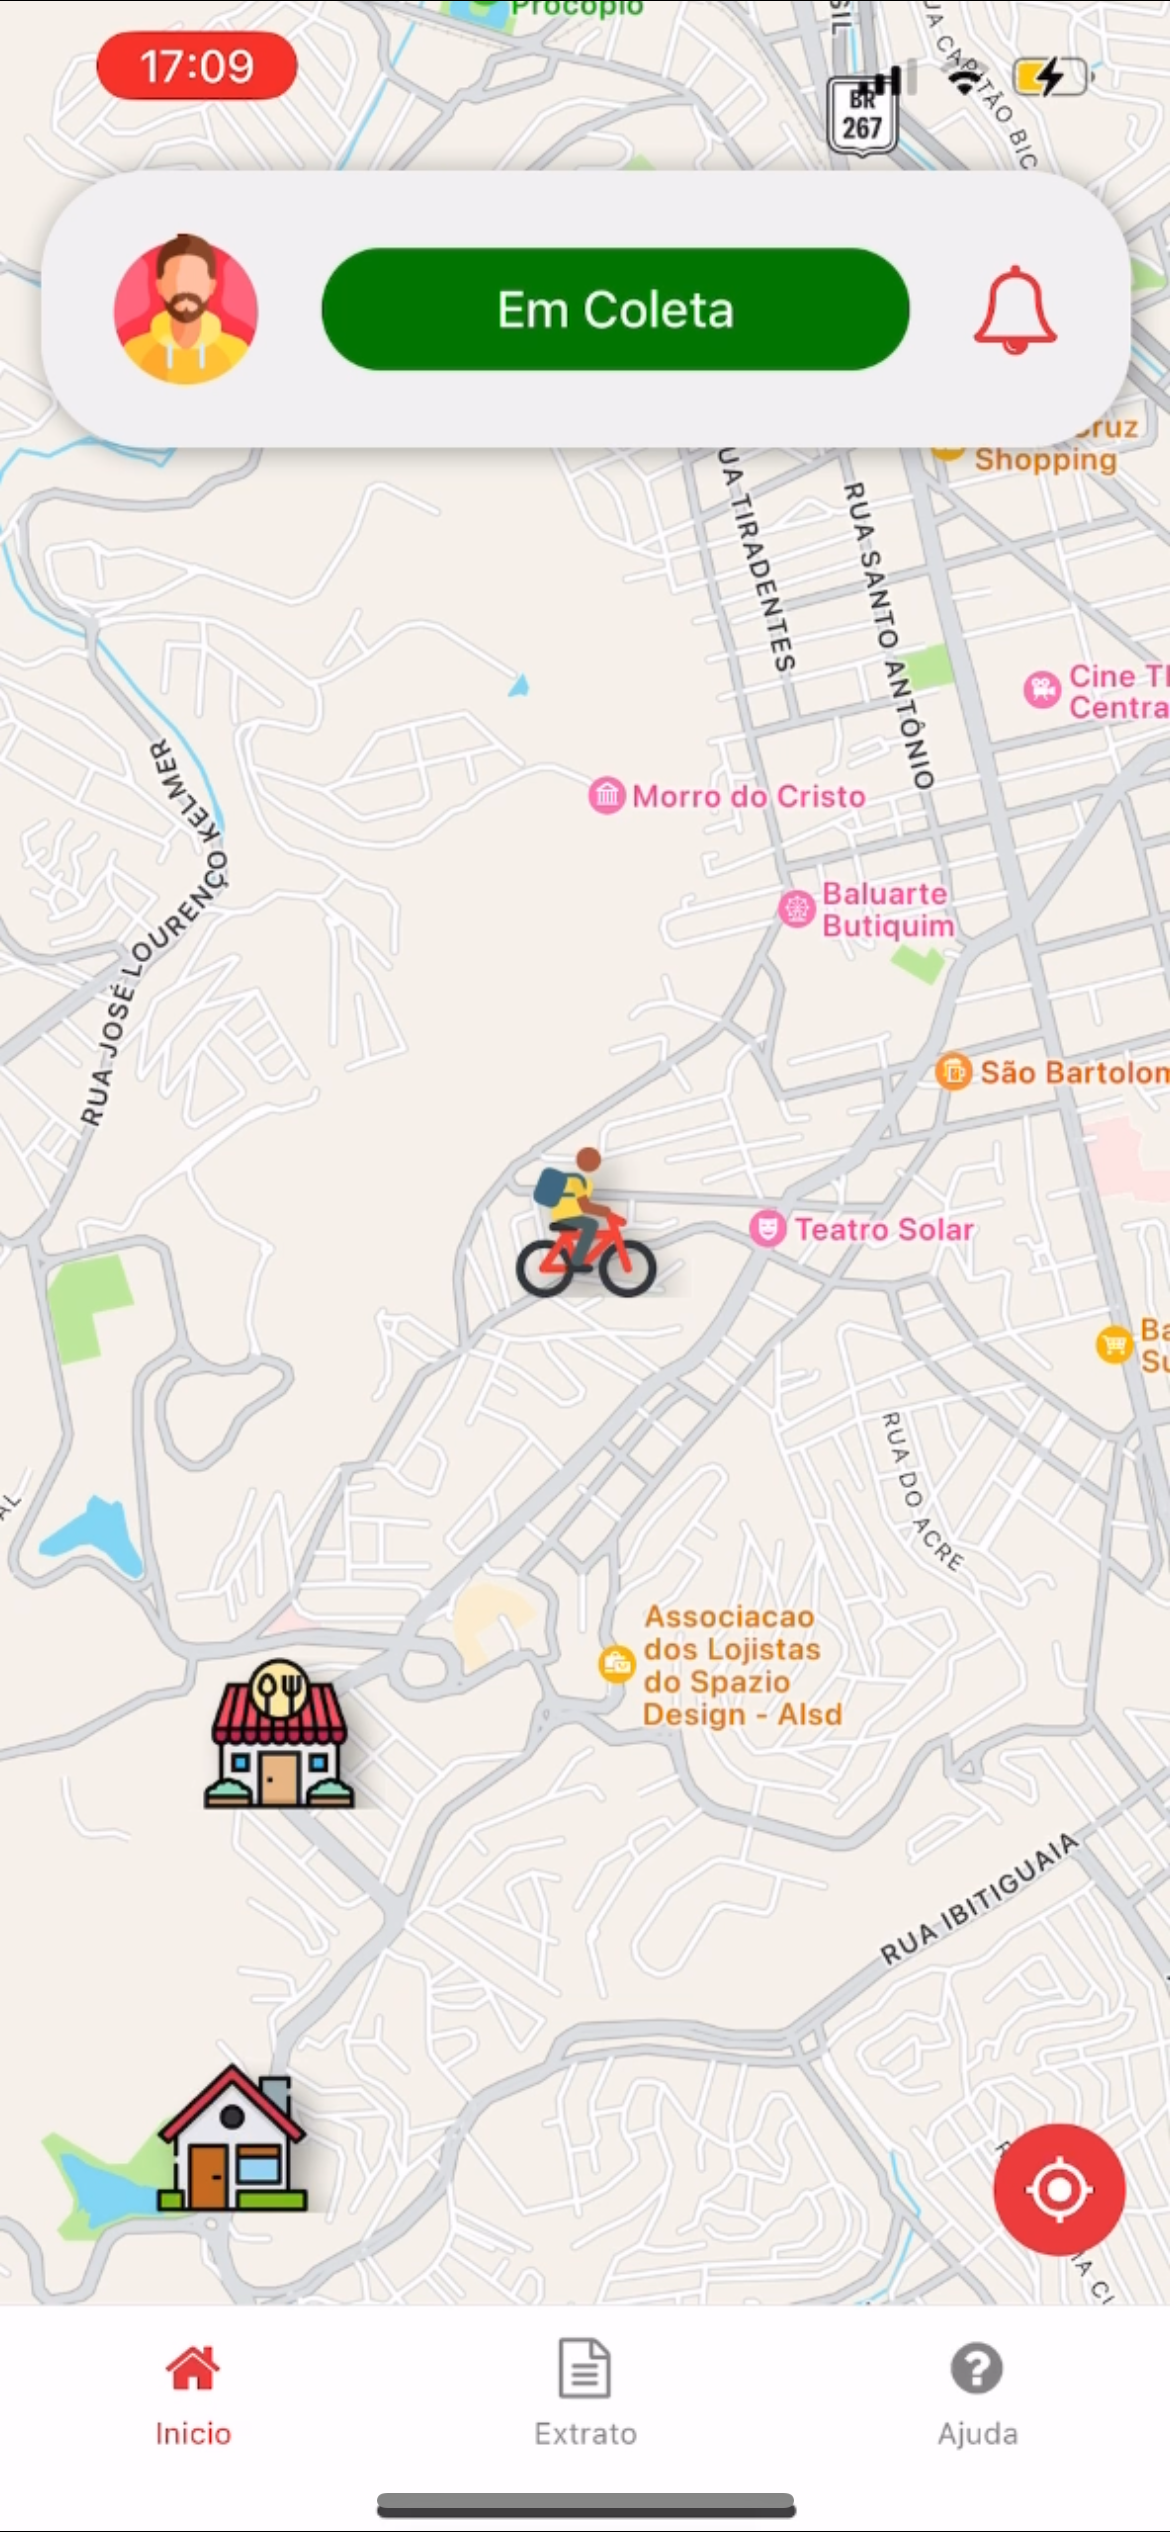 Procopio
17:09
BR
267
Em Coleta
Shopping
RUA TIRADENTES
RUA SANTO ANTÔNIO
Cine
Morro do Cristo
RUA JOSÉ LOURENÇO KELMER
Baluarte
Butiquim
São
Teatro Solar
RUA DO ACRE
Associacao
dos Lojistas
do Spazio
Design - Alsd
RUA IBITIGUAIA
Inicio
Extrato
Ajuda